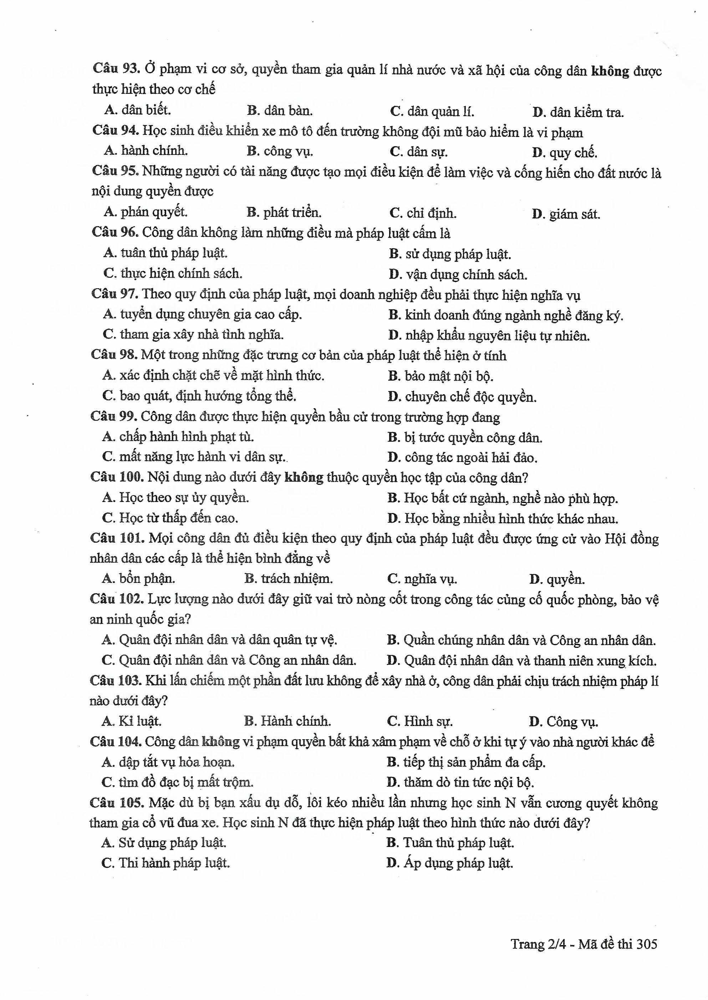 Câu 93. Ở phạm vi cơ sở, quyền tham gia quản lí nhà nước và xã hội của công dân không được
thực hiện theo cơ chế
A. dân biết. B. dân bàn. C. dân quản lí. D. dân kiểm tra.
Câu 94. Học sinh điều khiển xe mô tô đến trường không đội mũ bảo hiểm là vi phạm
A. hành chính. B. công vụ. C. dân sự. D. quy chế.
Câu 95. Những người có tài năng được tạo mọi điều kiện để làm việc và cống hiến cho đất nước là
nội dung quyền được
A. phán quyết. B. phát triển. C. chỉ định. D. giám sát.
Câu 96. Công dân không làm những điều mà pháp luật cấm là
A. tuân thủ pháp luật. B. sử dụng pháp luật.
C. thực hiện chính sách. D. vận dụng chính sách.
Câu 97. Theo quy định của pháp luật, mọi doanh nghiệp đều phải thực hiện nghĩa vụ
A. tuyển dụng chuyên gia cao cấp. B. kinh doanh đúng ngành nghề đăng ký.
C. tham gia xây nhà tình nghĩa. D. nhập khẩu nguyên liệu tự nhiên.
Câu 98. Một trong những đặc trưng cơ bản của pháp luật thể hiện ở tính
A. xác định chặt chẽ về mặt hình thức. B. bảo mật nội bộ.
C. bao quát, định hướng tổng thể. D. chuyên chế độc quyền.
Câu 99. Công dân được thực hiện quyền bầu cử trong trường hợp đang
A. chấp hành hình phạt tù. B. bị tước quyền công dân.
C. mất năng lực hành vi dân sự. D. công tác ngoài hải đảo.
Câu 100. Nội dung nào dưới đây không thuộc quyền học tập của công dân?
A. Học theo sự ủy quyền. B. Học bất cứ ngành, nghề nào phù hợp.
C. Học từ thấp đến cao. D. Học bằng nhiều hình thức khác nhau.
Câu 101. Mọi công dân đủ điều kiện theo quy định của pháp luật đều được ứng cử vào Hội đồng
nhân dân các cấp là thể hiện bình đẳng về
A. bổn phận. B. trách nhiệm. C. nghĩa vụ. D. quyền.
Câu 102. Lực lượng nào dưới đây giữ vai trò nòng cốt trong công tác củng cố quốc phòng, bảo vệ
an ninh quốc gia?
A. Quân đội nhân dân và dân quân tự vệ. B. Quần chúng nhân dân và Công an nhân dân.
C. Quân đội nhân dân và Công an nhân dân. D. Quân đội nhân dân và thanh niên xung kích.
Câu 103. Khi lấn chiếm một phần đất lưu không để xây nhà ở, công dân phải chịu trách nhiệm pháp lí
nào dưới đây?
A. Kỉ luật. B. Hành chính. C. Hình sự. D. Công vụ.
Câu 104. Công dân không vi phạm quyền bất khả xâm phạm về chỗ ở khi tự ý vào nhà người khác để
A. dập tắt vụ hỏa hoạn. B. tiếp thị sản phẩm đa cấp.
C. tìm đồ đạc bị mất trộm. D. thăm dò tin tức nội bộ.
Câu 105. Mặc dù bị bạn xấu dụ dỗ, lôi kéo nhiều lần nhưng học sinh N vẫn cương quyết không
tham gia cổ vũ đua xe. Học sinh N đã thực hiện pháp luật theo hình thức nào dưới đây?
A. Sử dụng pháp luật. B. Tuân thủ pháp luật.
C. Thi hành pháp luật. D. Áp dụng pháp luật.
Trang 2/4 - Mã đề thi 305